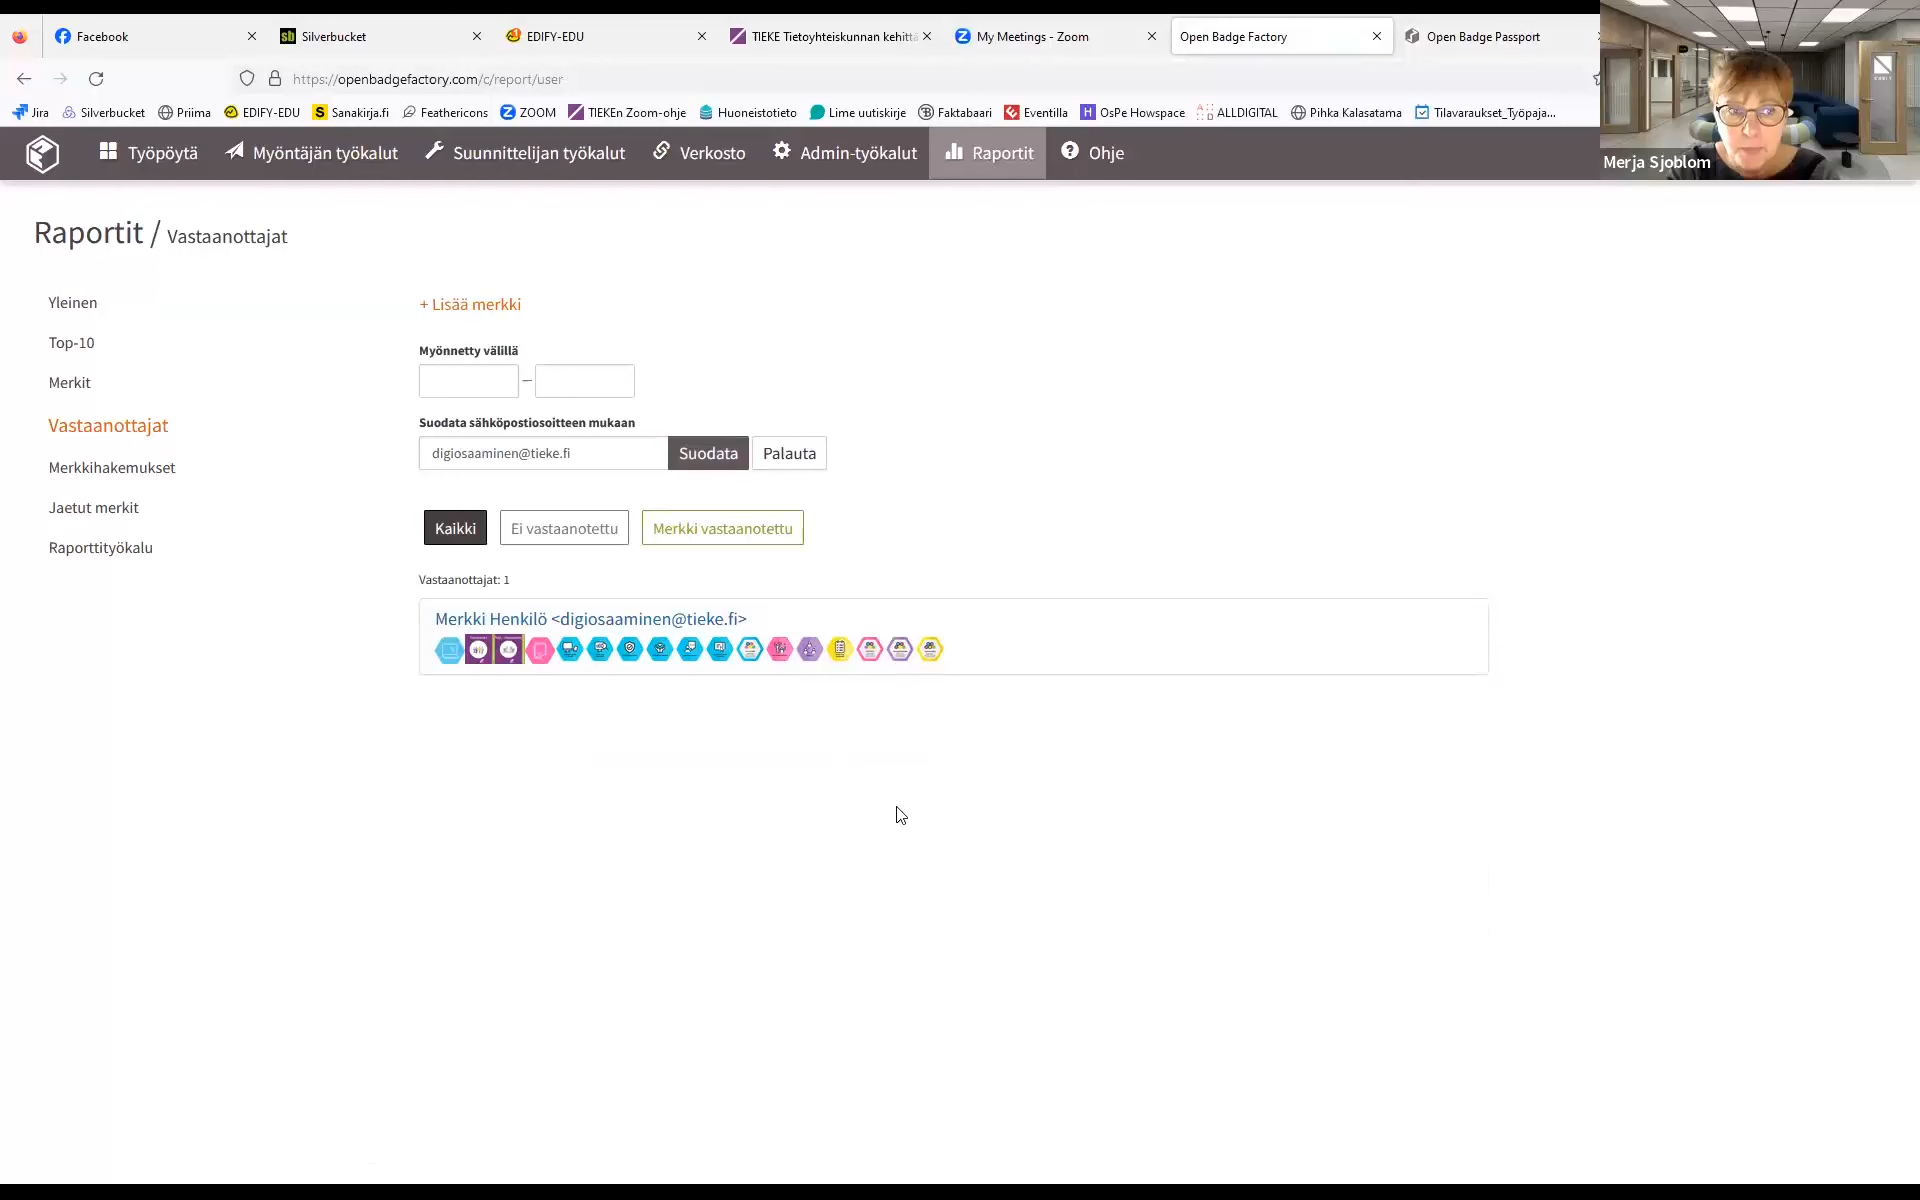 Facebook
Silverbucket
EDIFY-EDU
TIEKE Tietoyhteiskunnan kehittä
My Meetings - Zoom
Open Badge Factory
Open Badge Passport
https://openbadgefactory.com/c/report/user
Jira
Silverbucket
Priima
EDIFY-EDU
Sanakirja.fi
Feathericons
ZOOM
TIEKEn Zoom-ohje
Huoneistotieto
Lime uutiskirje
Faktabaari
Eventilla
OsPe Howspace
ALLDIGITAL
Pihka Kalasatama
Tilavaraukset_Työpaja...
Työpöytä
Myöntäjän työkalut
Suunnittelijan työkalut
Verkosto
Admin-työkalut
Raportit
Ohje
Merja Sjoblom
Raportit / Vastaanottajat
Yleinen
Top-10
Merkit
Vastaanottajat
Merkkihakemukset
Jaetut merkit
Raporttityökalu
+ Lisää merkki
Myönnetty välillä
–
Suodata sähköpostiosoitteen mukaan
digiosaaminen@tieke.fi
Suodata
Palauta
Kaikki
Ei vastaanotettu
Merkki vastaanotettu
Vastaanottajat: 1
Merkki Henkilö <digiosaaminen@tieke.fi>